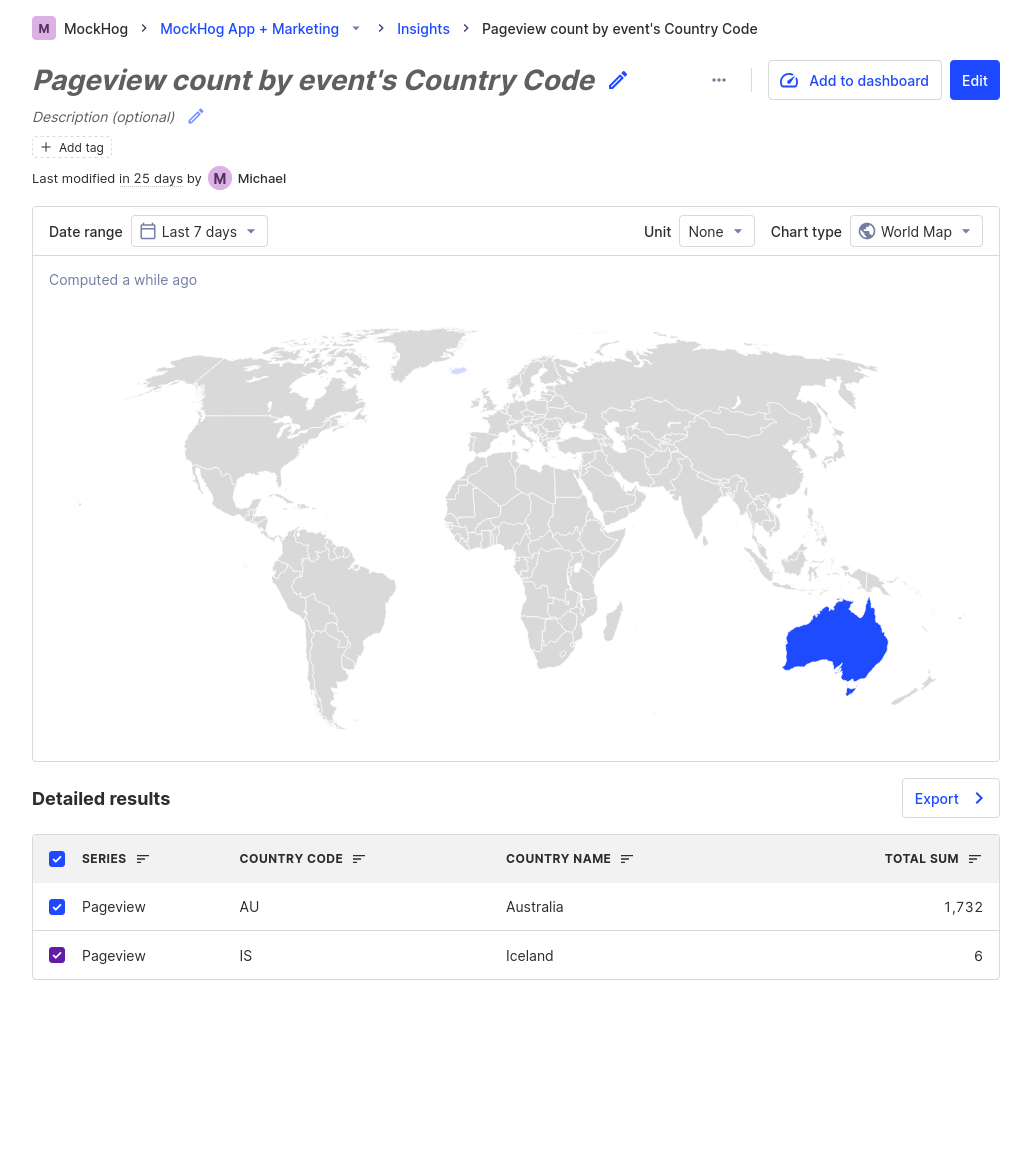 M MockHog MockHog App + Marketing Insights Pageview count by event's Country Code
Pageview count by event's Country Code
Add to dashboard Edit
Description (optional)
Add tag
Last modified in 25 days by M Michael
Date range Last 7 days Unit None Chart type World Map
Computed a while ago
Detailed results Export
SERIES COUNTRY CODE COUNTRY NAME TOTAL SUM
Pageview AU Australia 1,732
Pageview IS Iceland 6